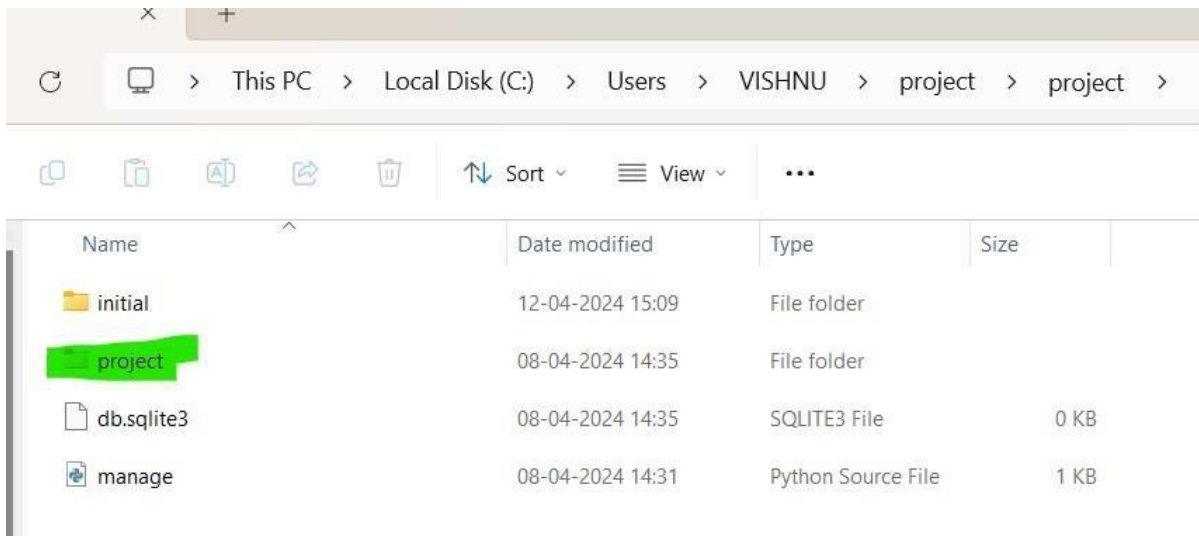 This PC > Local Disk (C:) > Users > VISHNU > project > project >
Sort View
Name Date modified Type Size
initial 12-04-2024 15:09 File folder
project 08-04-2024 14:35 File folder
db.sqlite3 08-04-2024 14:35 SQLITE3 File 0 KB
manage 08-04-2024 14:31 Python Source File 1 KB